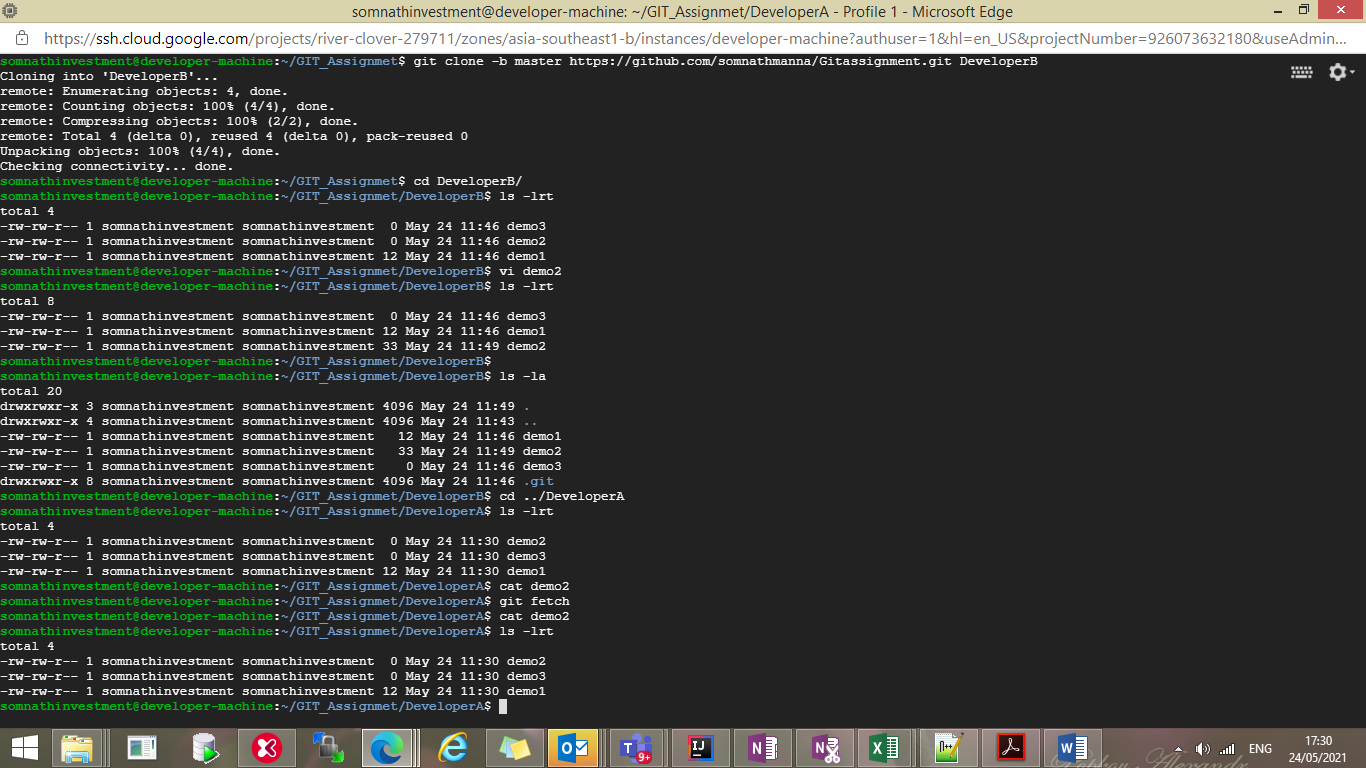 somnathinvestment@developer-machine: ~/GIT_Assignmet/DeveloperA - Profile 1 - Microsoft Edge
https://ssh.cloud.google.com/projects/river-clover-279711/zones/asia-southeast1-b/instances/developer-machine?authuser=1&hl=en_US&projectNumber=926073632180&useAdmin...
somnathinvestment@developer-machine:~/GIT_Assignmet$ git clone -b master https://github.com/somnathmanna/Gitassignment.git DeveloperB
Cloning into 'DeveloperB'...
remote: Enumerating objects: 4, done.
remote: Counting objects: 100% (4/4), done.
remote: Compressing objects: 100% (2/2), done.
remote: Total 4 (delta 0), reused 4 (delta 0), pack-reused 0
Unpacking objects: 100% (4/4), done.
Checking connectivity... done.
somnathinvestment@developer-machine:~/GIT_Assignmet$ cd DeveloperB/
somnathinvestment@developer-machine:~/GIT_Assignmet/DeveloperB$ ls -lrt
total 4
-rw-rw-r-- 1 somnathinvestment somnathinvestment  0 May 24 11:46 demo3
-rw-rw-r-- 1 somnathinvestment somnathinvestment  0 May 24 11:46 demo2
-rw-rw-r-- 1 somnathinvestment somnathinvestment 12 May 24 11:46 demo1
somnathinvestment@developer-machine:~/GIT_Assignmet/DeveloperB$ vi demo2
somnathinvestment@developer-machine:~/GIT_Assignmet/DeveloperB$ ls -lrt
total 8
-rw-rw-r-- 1 somnathinvestment somnathinvestment  0 May 24 11:46 demo3
-rw-rw-r-- 1 somnathinvestment somnathinvestment 12 May 24 11:46 demo1
-rw-rw-r-- 1 somnathinvestment somnathinvestment 33 May 24 11:49 demo2
somnathinvestment@developer-machine:~/GIT_Assignmet/DeveloperB$
somnathinvestment@developer-machine:~/GIT_Assignmet/DeveloperB$ ls -la
total 20
drwxrwxr-x 3 somnathinvestment somnathinvestment 4096 May 24 11:49 .
drwxrwxr-x 4 somnathinvestment somnathinvestment 4096 May 24 11:43 ..
-rw-rw-r-- 1 somnathinvestment somnathinvestment   12 May 24 11:46 demo1
-rw-rw-r-- 1 somnathinvestment somnathinvestment   33 May 24 11:49 demo2
-rw-rw-r-- 1 somnathinvestment somnathinvestment    0 May 24 11:46 demo3
drwxrwxr-x 8 somnathinvestment somnathinvestment 4096 May 24 11:46 .git
somnathinvestment@developer-machine:~/GIT_Assignmet/DeveloperB$ cd ../DeveloperA
somnathinvestment@developer-machine:~/GIT_Assignmet/DeveloperA$ ls -lrt
total 4
-rw-rw-r-- 1 somnathinvestment somnathinvestment  0 May 24 11:30 demo2
-rw-rw-r-- 1 somnathinvestment somnathinvestment  0 May 24 11:30 demo3
-rw-rw-r-- 1 somnathinvestment somnathinvestment 12 May 24 11:30 demo1
somnathinvestment@developer-machine:~/GIT_Assignmet/DeveloperA$ cat demo2
somnathinvestment@developer-machine:~/GIT_Assignmet/DeveloperA$ git fetch
somnathinvestment@developer-machine:~/GIT_Assignmet/DeveloperA$ cat demo2
somnathinvestment@developer-machine:~/GIT_Assignmet/DeveloperA$ ls -lrt
total 4
-rw-rw-r-- 1 somnathinvestment somnathinvestment  0 May 24 11:30 demo2
-rw-rw-r-- 1 somnathinvestment somnathinvestment  0 May 24 11:30 demo3
-rw-rw-r-- 1 somnathinvestment somnathinvestment 12 May 24 11:30 demo1
somnathinvestment@developer-machine:~/GIT_Assignmet/DeveloperA$
9+
ENG
17:30
24/05/2021